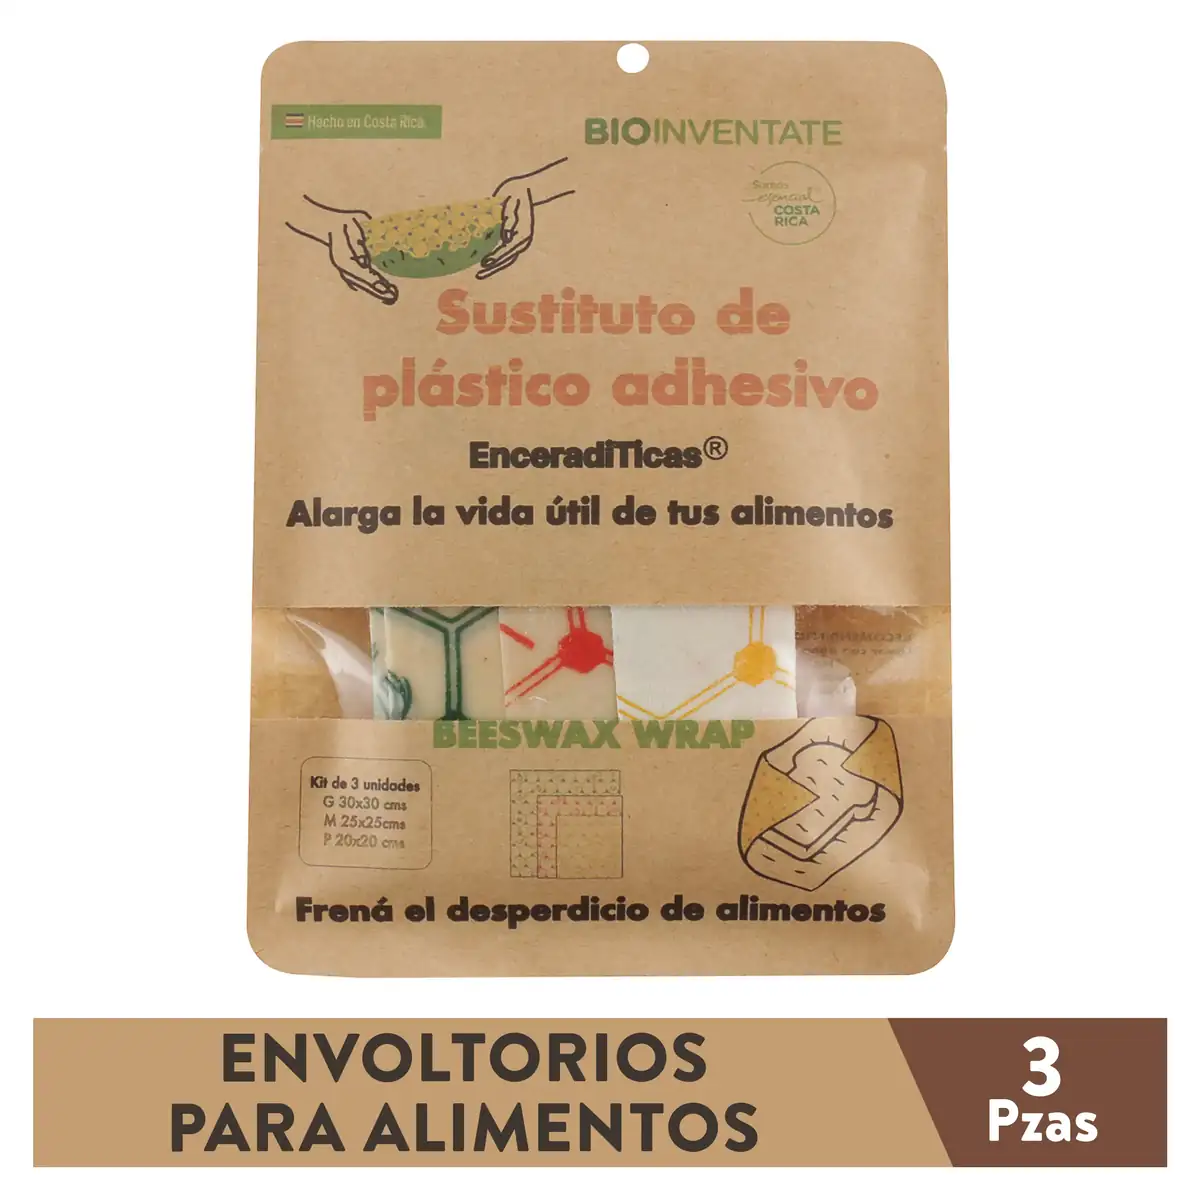 Hacho en Costa Rica
BIOINVENTATE
Somos
esencial
COSTA
RICA
Sustituto de
plástico adhesivo
EnceradiTicas®
Alarga la vida útil de tus alimentos
BEESWAX WRAP
Kit de 3 unidades
G 30x30 cms
M 25x25cms
P 20x20 cms
Frená el desperdicio de alimentos
ENVOLTORIOS
PARA ALIMENTOS
3
Pzas